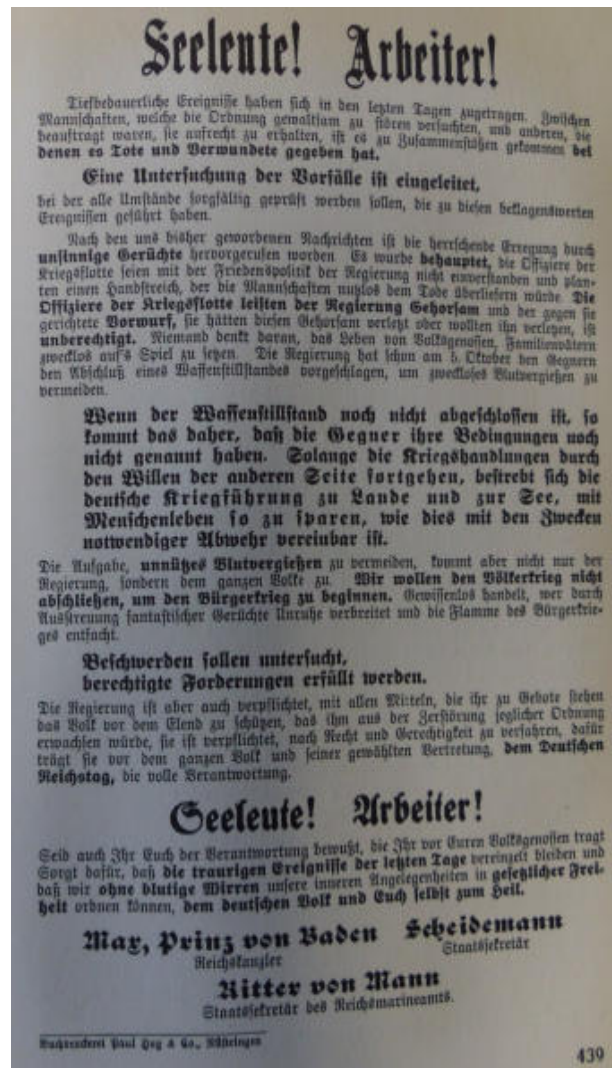 Seeleute! Arbeiter!
Tiefbedauerliche Ereignisse haben sich in den letzten Tagen zugetragen. Zwischen
Mannschaften, welche die Ordnung gewaltsam zu stören versuchten, und anderen, die
beauftragt waren, sie aufrecht zu erhalten, ist es zu Zusammenstößen gekommen bei
denen es Tote und Verwundete gegeben hat.
Eine Untersuchung der Vorfälle ist eingeleitet,
bei der alle Umstände sorgfältig geprüft werden sollen, die zu diesen beklagenswerten
Ereignissen geführt haben.
Nach den uns bisher gewordenen Nachrichten ist die herrschende Erregung durch
unsinnige Gerüchte hervorgerufen worden. Es wurde behauptet, die Offiziere der
Kriegsflotte seien mit der Friedenspolitik der Regierung nicht einverstanden und plan-
ten einen Handstreich, der die Mannschaften nutzlos dem Tode überliefern würde. Die
Offiziere der Kriegsflotte leisten der Regierung Gehorsam und der gegen sie
gerichtete Vorwurf, sie hätten diesen Gehorsam verletzt oder wollten ihn verletzen, ist
unberechtigt. Niemand denkt daran, das Leben von Volksgenossen, Familienvätern
zwecklos auf's Spiel zu setzen. Die Regierung hat schon am 5. Oktober den Gegnern
den Abschluß eines Waffenstillstandes vorgeschlagen, um zweckloses Blutvergießen zu
vermeiden.
Wenn der Waffenstillstand noch nicht abgeschlossen ist, so
kommt das daher, daß die Gegner ihre Bedingungen noch
nicht genannt haben. Solange die Kriegshandlungen durch
den Willen der anderen Seite fortgehen, bestrebt sich die
deutsche Kriegführung zu Lande und zur See, mit
Menschenleben so zu sparen, wie dies mit den Zwecken
notwendiger Abwehr vereinbar ist.
Die Aufgabe, unnützes Blutvergießen zu vermeiden, kommt aber nicht nur der
Regierung, sondern dem ganzen Volke zu. Wir wollen den Völkerkrieg nicht
abschließen, um den Bürgerkrieg zu beginnen. Gewissenlos handelt, wer durch
Ausstreuung fantastischer Gerüchte Unruhe verbreitet und die Flamme des Bürgerkrie-
ges entfacht.
Beschwerden sollen untersucht,
berechtigte Forderungen erfüllt werden.
Die Regierung ist aber auch verpflichtet, mit allen Mitteln, die ihr zu Gebote stehen
das Volk vor dem Elend zu schützen, das ihm aus der Zerstörung jeglicher Ordnung
erwachsen würde, sie ist verpflichtet, nach Recht und Gerechtigkeit zu verfahren, dafür
trägt sie vor dem ganzen Volk und seiner gewählten Vertretung, dem Deutschen
Reichstag, die volle Verantwortung.
Seeleute! Arbeiter!
Seid auch Ihr Euch der Verantwortung bewußt, die Ihr vor Euren Volksgenossen tragt
Sorgt dafür, daß die traurigen Ereignisse der letzten Tage vereinzelt bleiben und
daß wir ohne blutige Wirren unsere inneren Angelegenheiten in gesetzlicher Frei-
heit ordnen können, dem deutschen Volk und Euch selbst zum Heil.
Max, Prinz von Baden Scheidemann
Reichskanzler Staatssekretär
Ritter von Mann
Staatssekretär des Reichsmarineamts.
Buchdruckerei Paul Hug & Co., Rüstringen
439